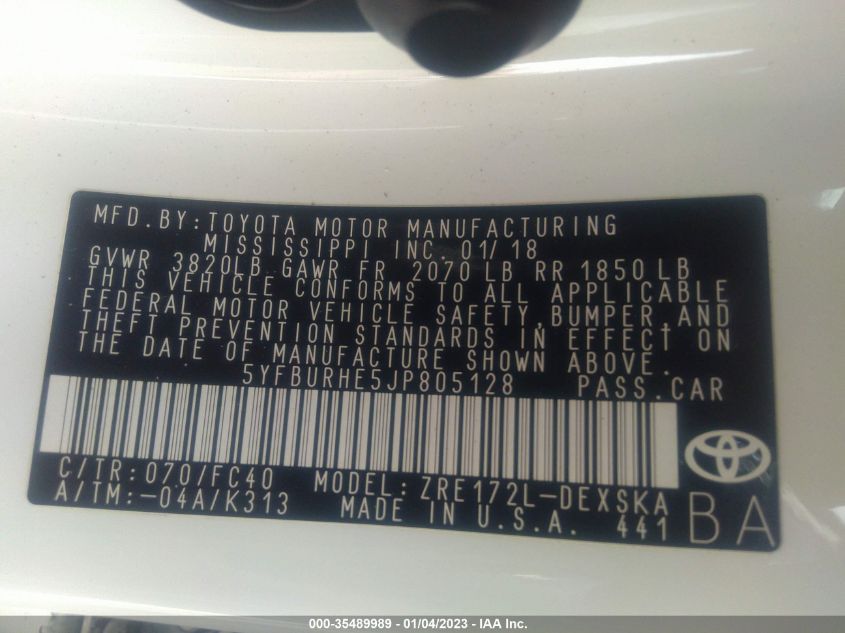 MFD.BY:TOYOTA MOTOR MANUFACTURING
MISSISSIPPI INC. 01/18
GVWR 3820LB GAWR FR 2070 LB RR 1850 LB
THIS VEHICLE CONFORMS TO ALL APPLICABLE
FEDERAL MOTOR VEHICLE SAFETY,BUMPER,AND
THEFT PREVENTION STANDARDS IN EFFECT ON
THE DATE OF MANUFACTURE SHOWN ABOVE.
5YFBURHE5JP805128 PASS.CAR
C/TR:070/FC40 MODEL:ZRE172L-DEXSKA
A/TM:-04A/K313 MADE IN U.S.A. 441 BA
000-35489989 - 01/04/2023 - IAA Inc.